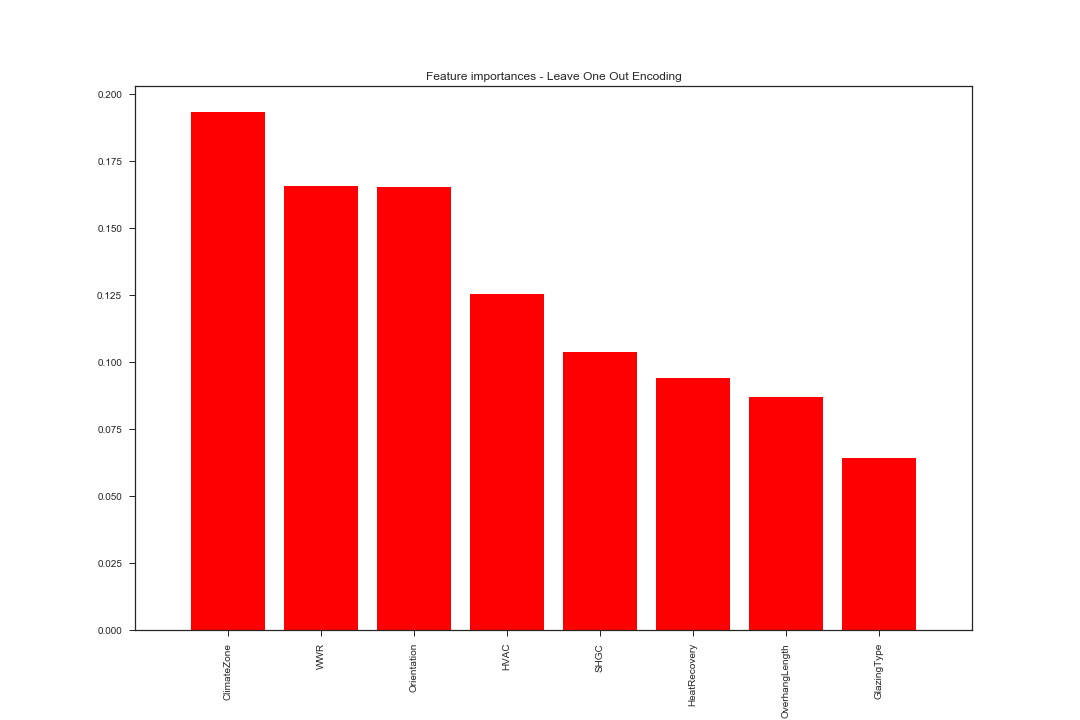 Feature importances - Leave One Out Encoding
0.200
0.175
0.150
0.125
0.100
0.075
0.050
0.025
0.000
ClimateZone
WWR
Orientation
HVAC
SHGC
HeatRecovery
OverhangLength
GlazingType